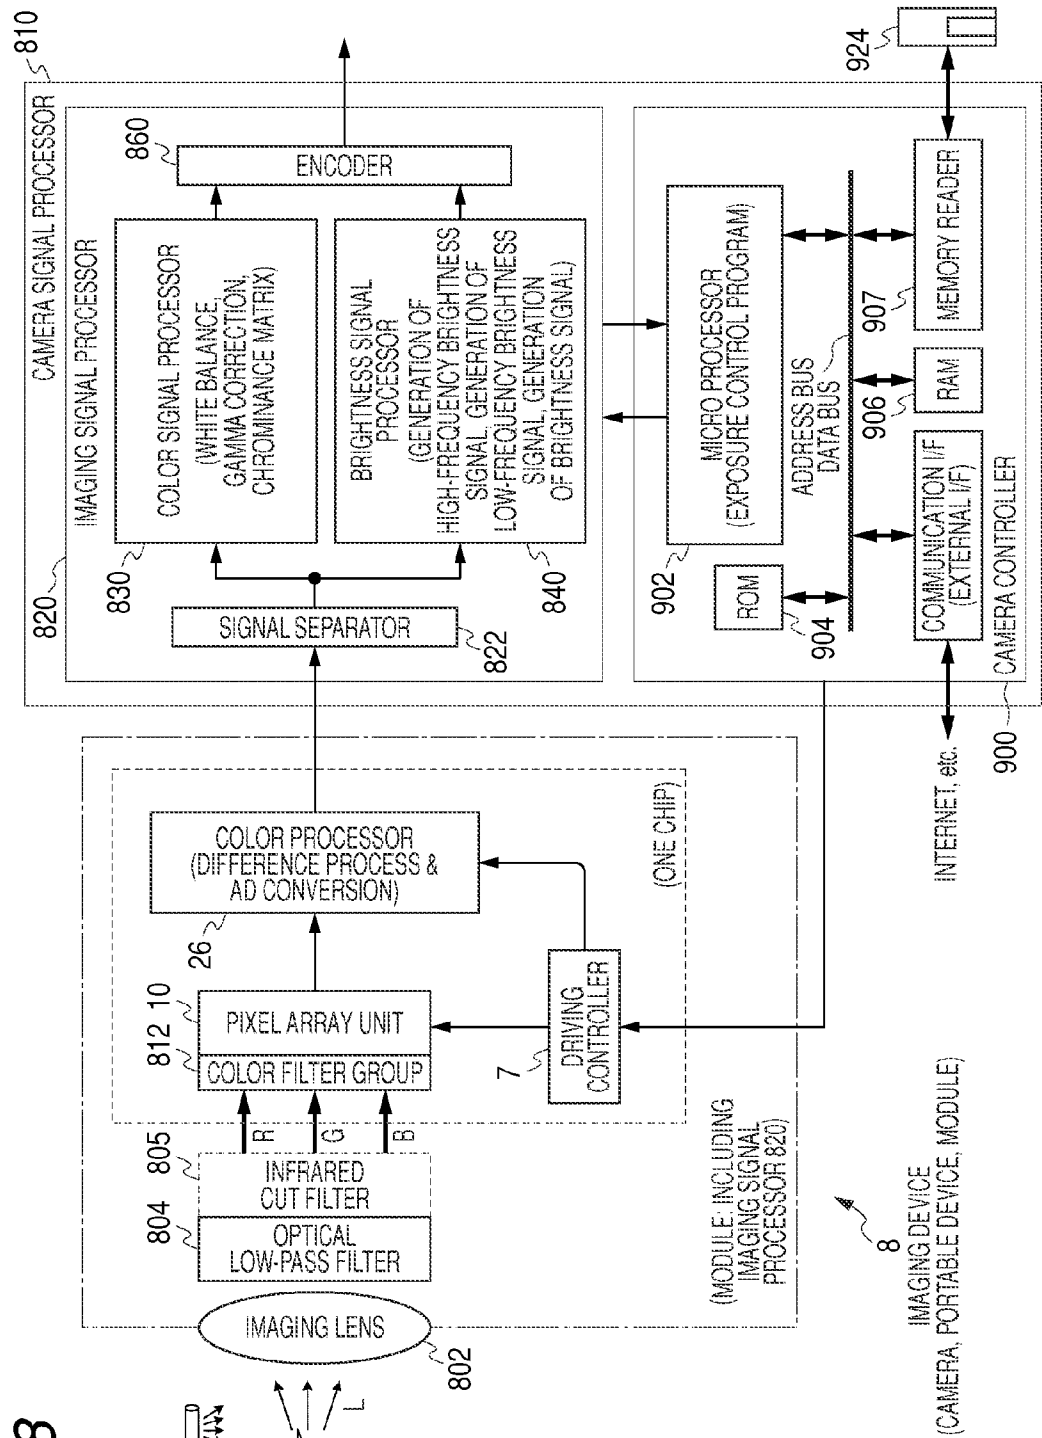 8
CAMERA SIGNAL PROCESSOR
810
IMAGING SIGNAL PROCESSOR
820
COLOR SIGNAL PROCESSOR
(WHITE BALANCE,
GAMMA CORRECTION,
CHROMINANCE MATRIX)
830
ENCODER
860
BRIGHTNESS SIGNAL
PROCESSOR
(GENERATION OF
HIGH-FREQUENCY BRIGHTNESS
SIGNAL, GENERATION OF
LOW-FREQUENCY BRIGHTNESS
SIGNAL, GENERATION
OF BRIGHTNESS SIGNAL)
840
SIGNAL SEPARATOR
822
COLOR PROCESSOR
(DIFFERENCE PROCESS &
AD CONVERSION)
26
PIXEL ARRAY UNIT
10
COLOR FILTER GROUP
812
R
G
B
INFRARED
CUT FILTER
805
OPTICAL
LOW-PASS FILTER
804
IMAGING LENS
802
L
DRIVING
CONTROLLER
7
(ONE CHIP)
(MODULE: INCLUDING
IMAGING SIGNAL
PROCESSOR 820)
MICRO PROCESSOR
(EXPOSURE CONTROL PROGRAM)
902
ROM
904
ADDRESS BUS
DATA BUS
COMMUNICATION I/F
(EXTERNAL I/F)
RAM
906
MEMORY READER
907
924
CAMERA CONTROLLER
900
INTERNET, etc.
8
IMAGING DEVICE
(CAMERA, PORTABLE DEVICE, MODULE)